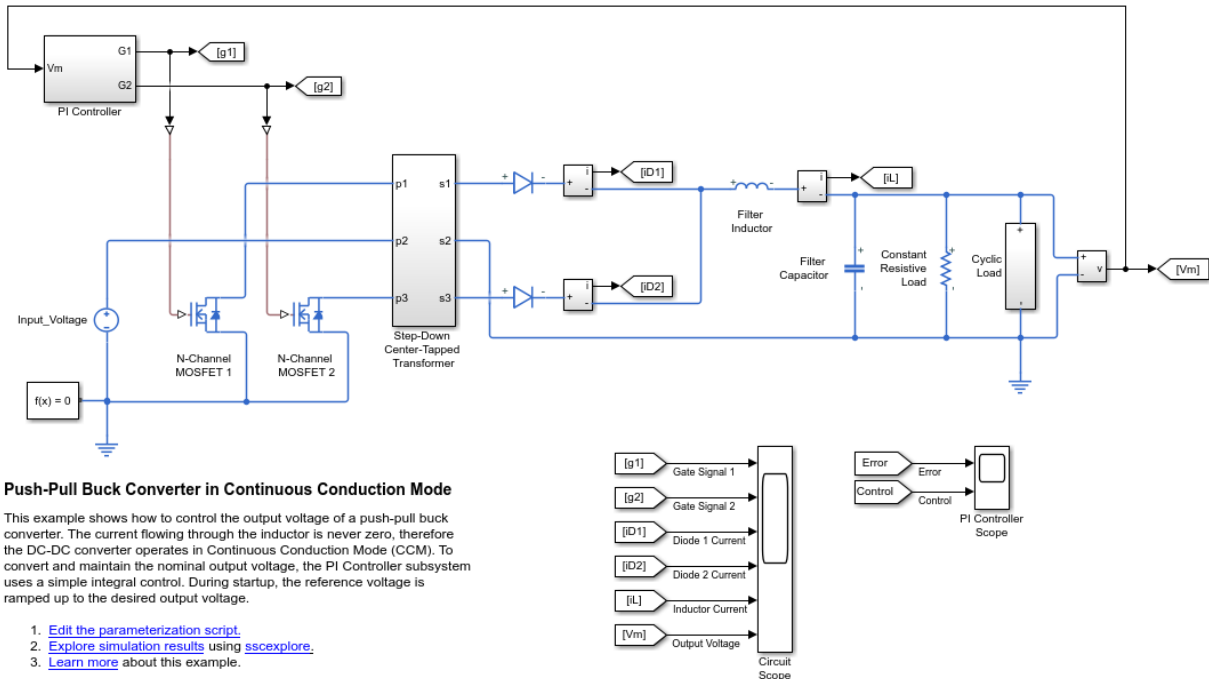 Vm
G1
G2
PI Controller
[g1]
[g2]
p1
p2
p3
s1
s2
s3
Step-Down
Center-Tapped
Transformer
Input_Voltage
+
−
f(x) = 0
N-Channel
MOSFET 1
N-Channel
MOSFET 2
+
-
+
i
-
[iD1]
+
-
+
i
-
[iD2]
+
-
Filter
Inductor
+
i
-
[iL]
Filter
Capacitor
+
-
Constant
Resistive
Load
+
-
Cyclic
Load
+
-
+
-
v
[Vm]
Push-Pull Buck Converter in Continuous Conduction Mode
This example shows how to control the output voltage of a push-pull buck
converter. The current flowing through the inductor is never zero, therefore
the DC-DC converter operates in Continuous Conduction Mode (CCM). To
convert and maintain the nominal output voltage, the PI Controller subsystem
uses a simple integral control. During startup, the reference voltage is
ramped up to the desired output voltage.
1. Edit the parameterization script.
2. Explore simulation results using sscexplore.
3. Learn more about this example.
[g1]
Gate Signal 1
[g2]
Gate Signal 2
[iD1]
Diode 1 Current
[iD2]
Diode 2 Current
[iL]
Inductor Current
[Vm]
Output Voltage
Circuit
Scope
Error
Error
Control
Control
PI Controller
Scope